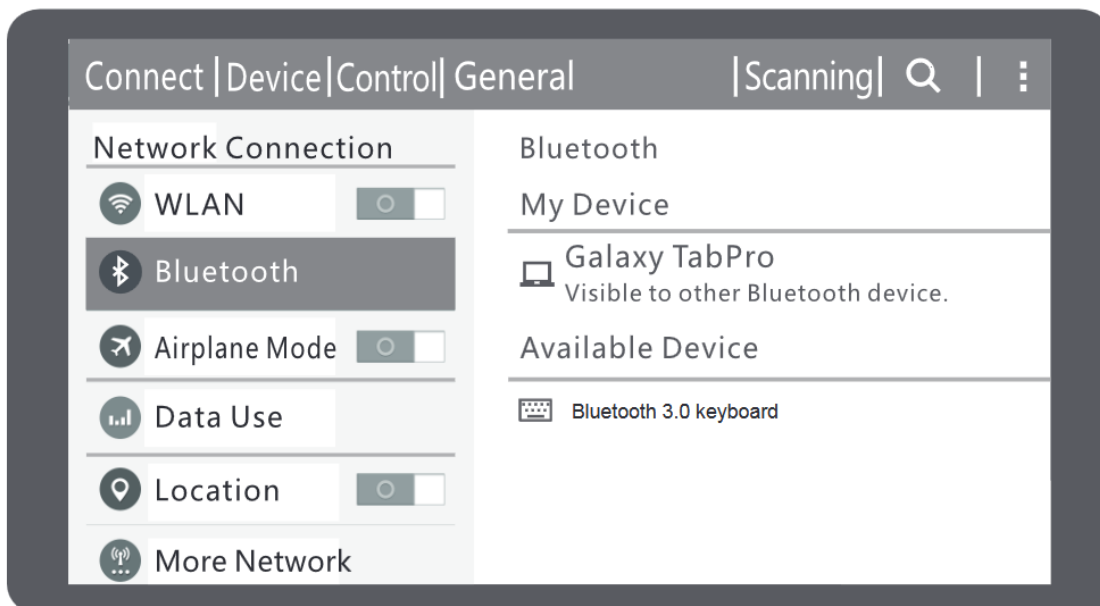 Connect | Device | Control | General | Scanning | |
Network Connection
WLAN
Bluetooth
Airplane Mode
Data Use
Location
More Network
Bluetooth
My Device
Galaxy TabPro
Visible to other Bluetooth device.
Available Device
Bluetooth 3.0 keyboard